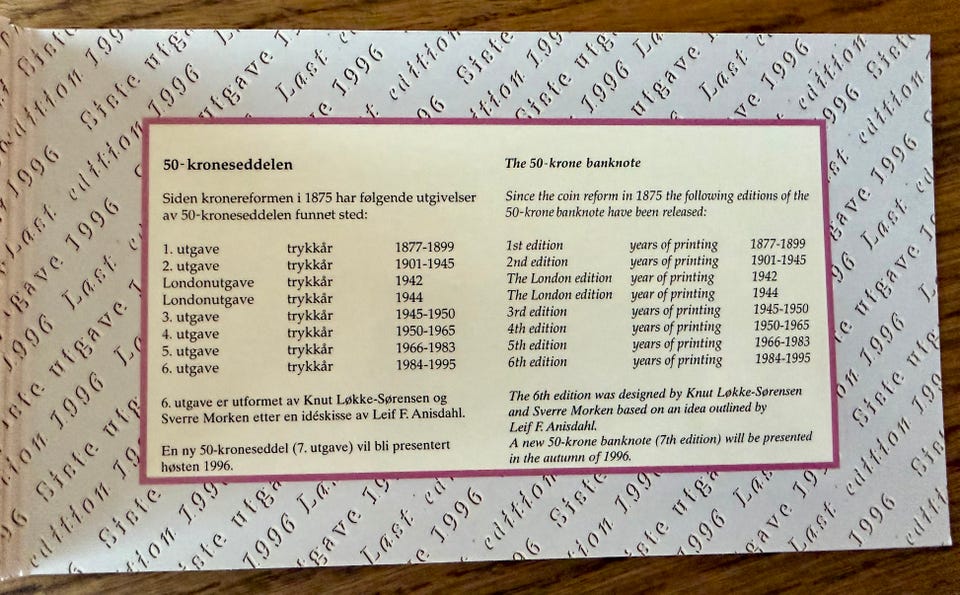 50-kroneseddelen
Siden kronereformen i 1875 har følgende utgivelser
av 50-kroneseddelen funnet sted:
1. utgave trykkår 1877-1899
2. utgave trykkår 1901-1945
Londonutgave trykkår 1942
Londonutgave trykkår 1944
3. utgave trykkår 1945-1950
4. utgave trykkår 1950-1965
5. utgave trykkår 1966-1983
6. utgave trykkår 1984-1995
6. utgave er utformet av Knut Løkke-Sørensen og
Sverre Morken etter en idéskisse av Leif F. Anisdahl.
En ny 50-kroneseddel (7. utgave) vil bli presentert
høsten 1996.
The 50-krone banknote
Since the coin reform in 1875 the following editions of the
50-krone banknote have been released:
1st edition years of printing 1877-1899
2nd edition years of printing 1901-1945
The London edition year of printing 1942
The London edition year of printing 1944
3rd edition years of printing 1945-1950
4th edition years of printing 1950-1965
5th edition years of printing 1966-1983
6th edition years of printing 1984-1995
The 6th edition was designed by Knut Løkke-Sørensen
and Sverre Morken based on an idea outlined by
Leif F. Anisdahl.
A new 50-krone banknote (7th edition) will be presented
in the autumn of 1996.
Siste utgave 1996
Last edition 1996